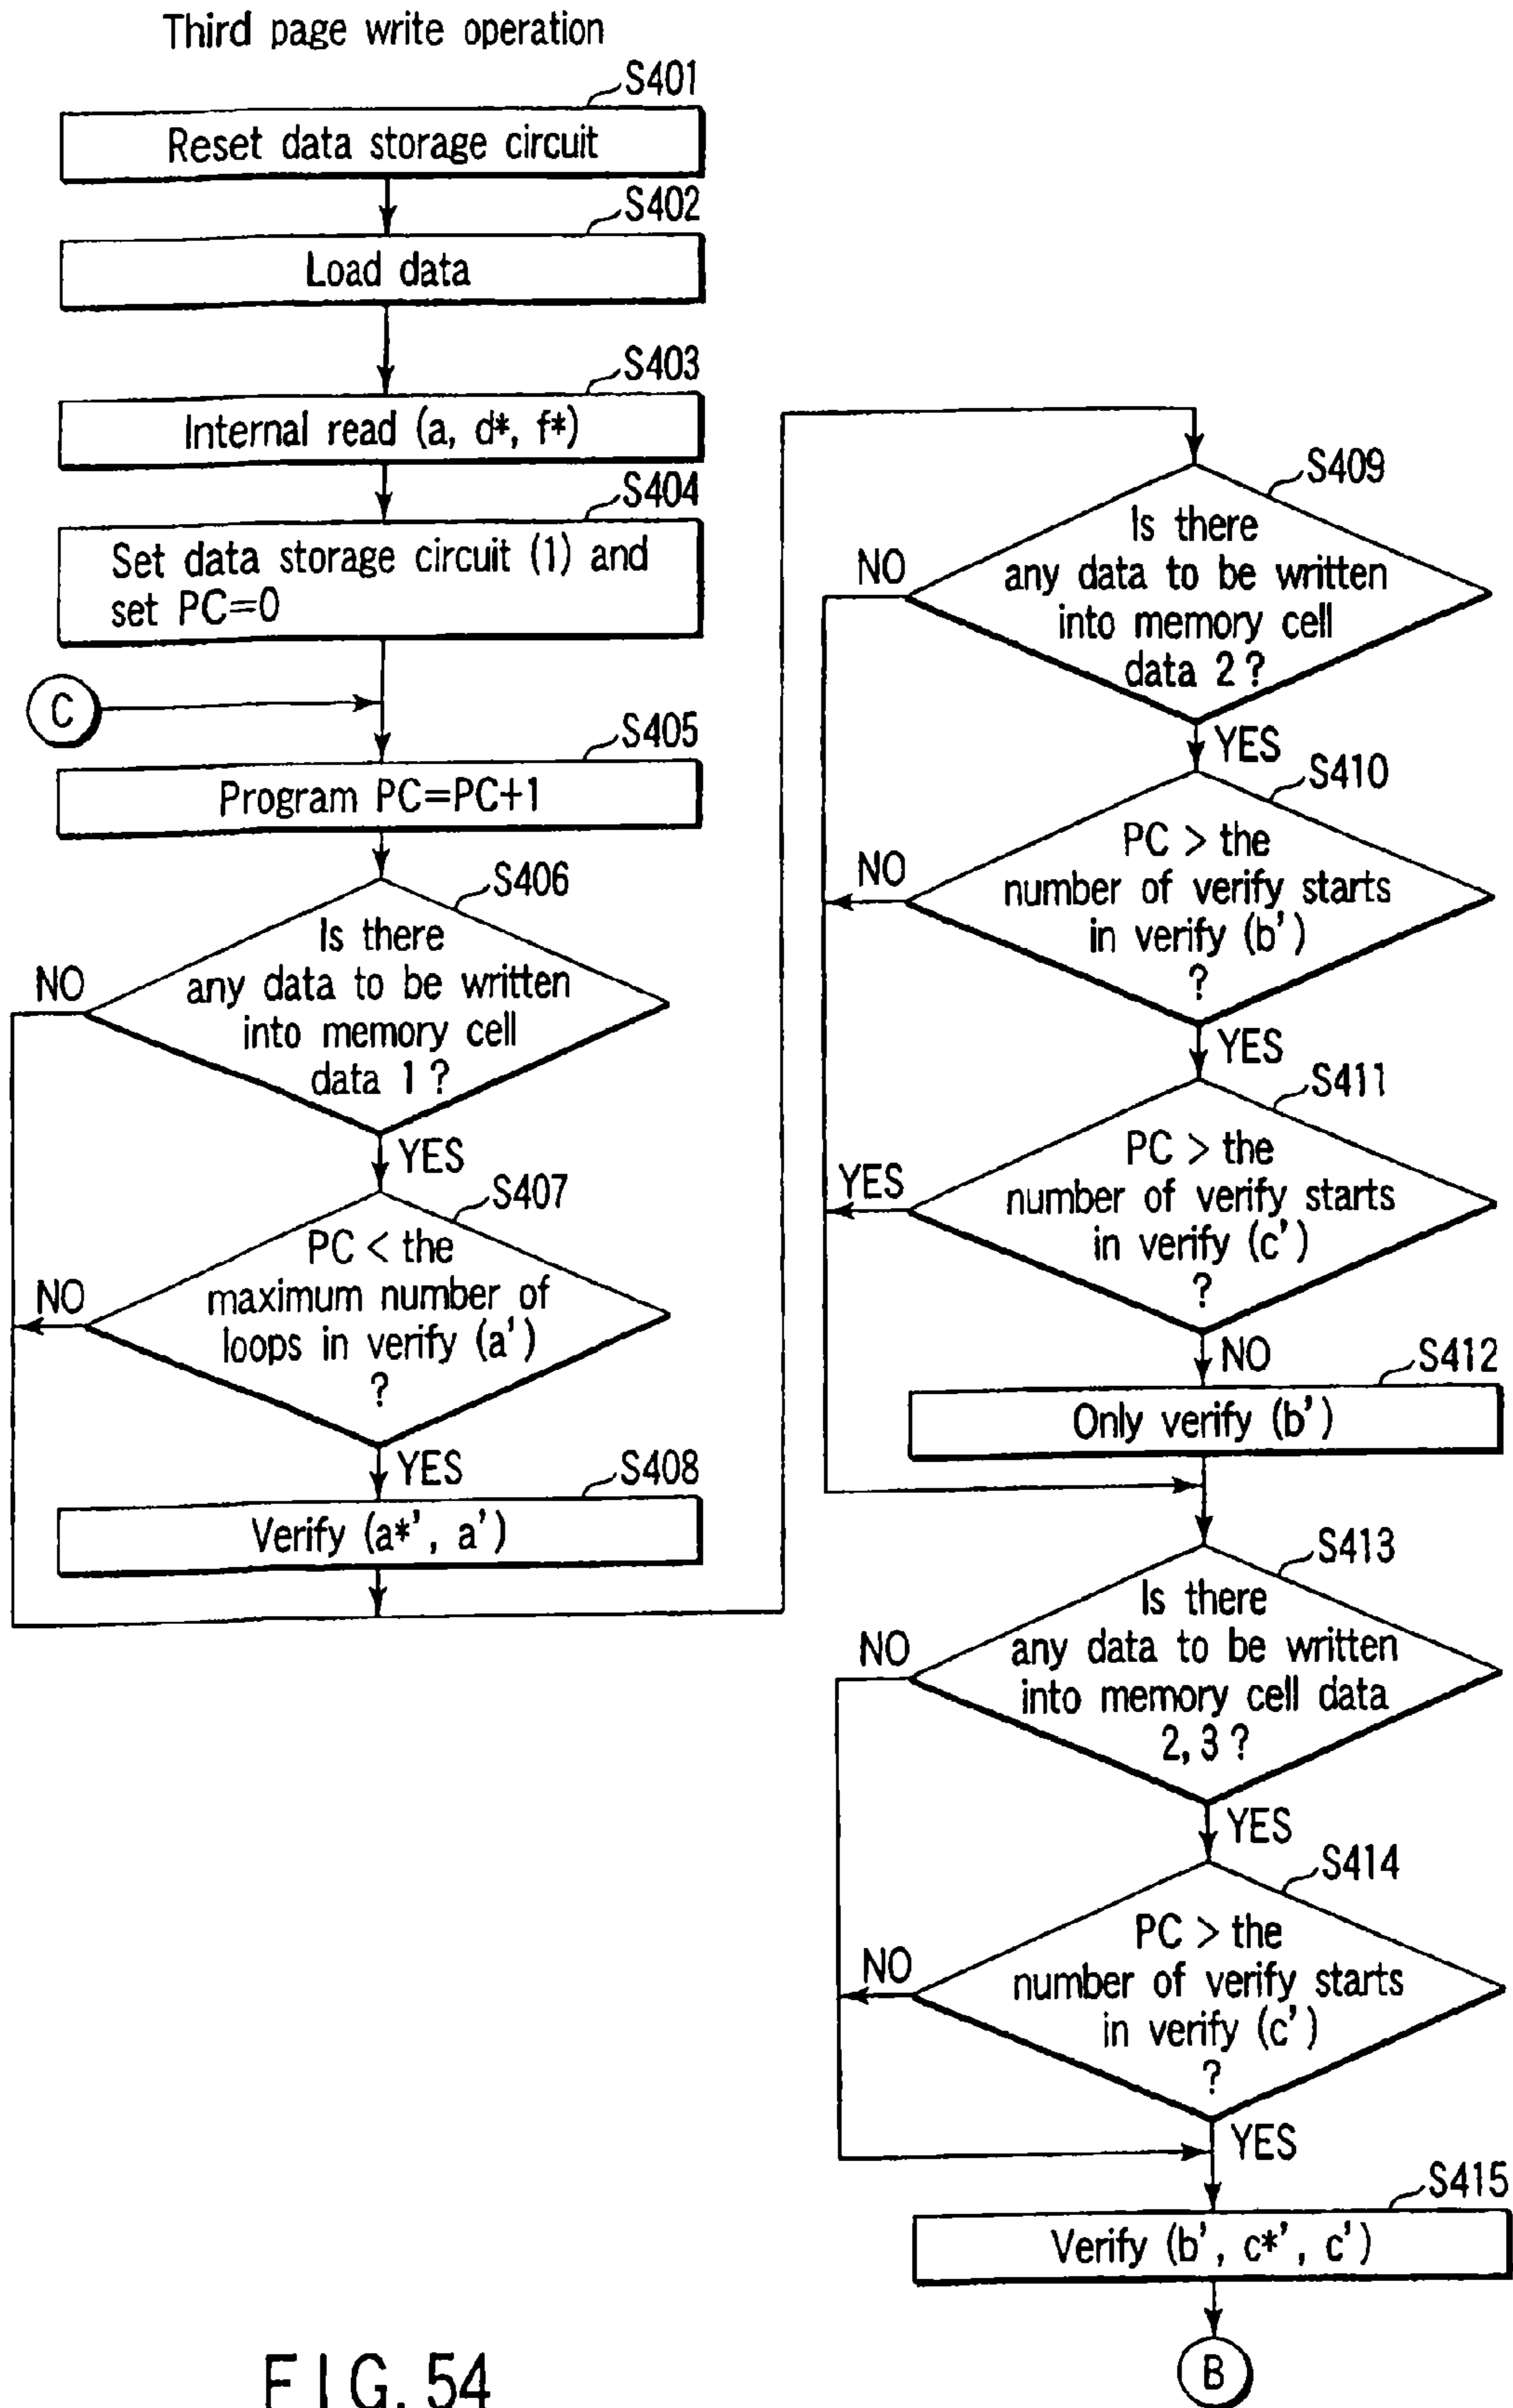 Third page write operation
S401
Reset data storage circuit
S402
Load data
S403
Internal read (a, d*, f*)
S404
Set data storage circuit (1) and
set PC=0
C
S405
Program PC=PC+1
S406
Is there
any data to be written
into memory cell
data 1?
NO
YES
S407
PC < the
maximum number of
loops in verify (a')
?
NO
YES
S408
Verify (a*', a')
S409
Is there
any data to be written
into memory cell
data 2?
NO
YES
S410
PC > the
number of verify starts
in verify (b')
?
NO
YES
S411
PC > the
number of verify starts
in verify (c')
?
YES
NO
S412
Only verify (b')
S413
Is there
any data to be written
into memory cell data
2,3?
NO
YES
S414
PC > the
number of verify starts
in verify (c')
?
NO
YES
S415
Verify (b', c*', c')
B
FIG. 54